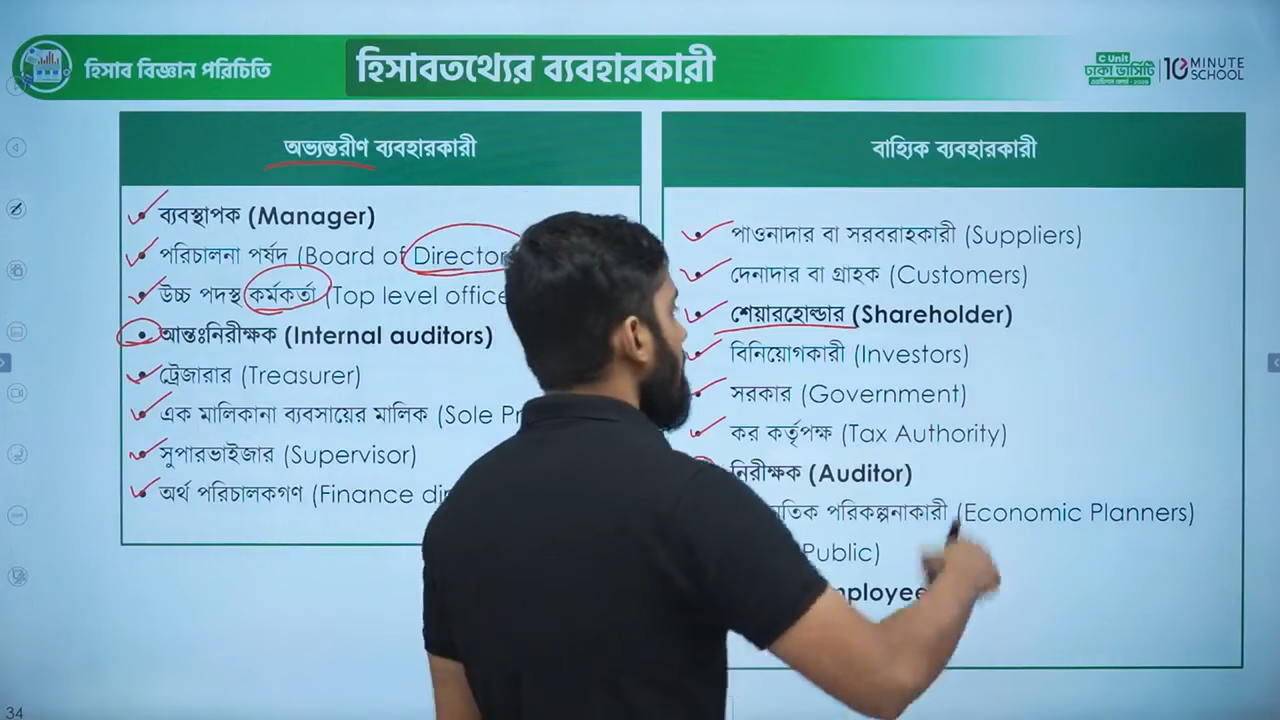 হিসাব বিজ্ঞান পরিচিতি
হিসাবতথ্যের ব্যবহারকারী
C Unit
ঢাকা ভার্সিটি
10 MINUTE SCHOOL
অভ্যন্তরীণ ব্যবহারকারী
ব্যবস্থাপক (Manager)
পরিচালনা পর্ষদ (Board of Director
উচ্চ পদস্থ কর্মকর্তা (Top level office
আন্তঃনিরীক্ষক (Internal auditors)
ট্রেজারার (Treasurer)
এক মালিকানা ব্যবসায়ের মালিক (Sole Pr
সুপারভাইজার (Supervisor)
অর্থ পরিচালকগণ (Finance di
বাহ্যিক ব্যবহারকারী
পাওনাদার বা সরবরাহকারী (Suppliers)
দেনাদার বা গ্রাহক (Customers)
শেয়ারহোল্ডার (Shareholder)
বিনিয়োগকারী (Investors)
সরকার (Government)
কর কর্তৃপক্ষ (Tax Authority)
নিরীক্ষক (Auditor)
পরিকল্পনাকারী (Economic Planners)
Public)
mployee
34